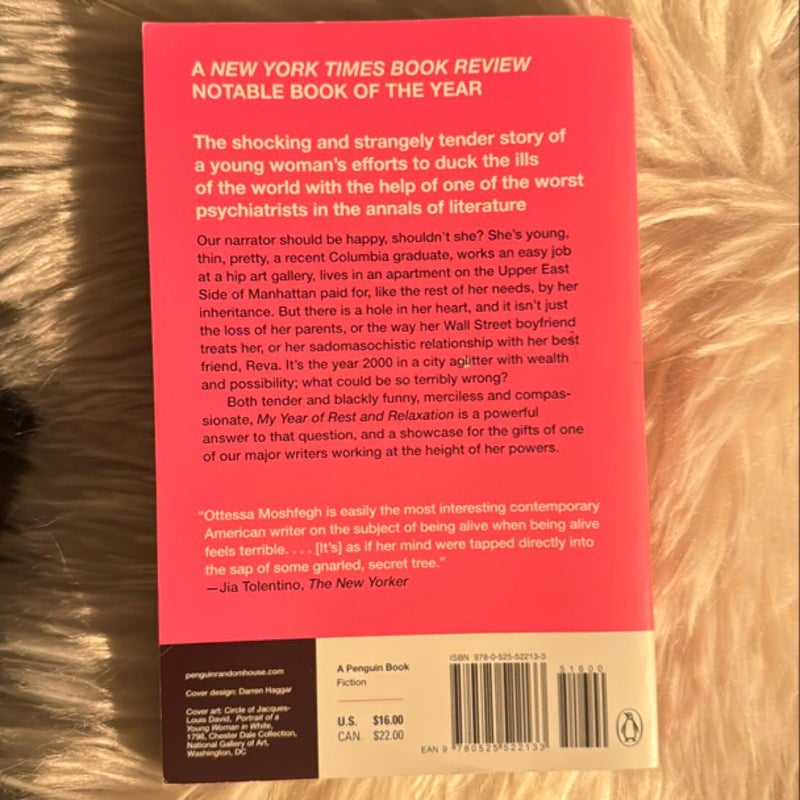 A NEW YORK TIMES BOOK REVIEW
NOTABLE BOOK OF THE YEAR
The shocking and strangely tender story of
a young woman's efforts to duck the ills
of the world with the help of one of the worst
psychiatrists in the annals of literature
Our narrator should be happy, shouldn't she? She's young,
thin, pretty, a recent Columbia graduate, works an easy job
at a hip art gallery, lives in an apartment on the Upper East
Side of Manhattan paid for, like the rest of her needs, by her
inheritance. But there is a hole in her heart, and it isn't just
the loss of her parents, or the way her Wall Street boyfriend
treats her, or her sadomasochistic relationship with her best
friend, Reva. It's the year 2000 in a city aglitter with wealth
and possibility; what could be so terribly wrong?
Both tender and blackly funny, merciless and compas-
sionate, My Year of Rest and Relaxation is a powerful
answer to that question, and a showcase for the gifts of one
of our major writers working at the height of her powers.
"Ottessa Moshfegh is easily the most interesting contemporary
American writer on the subject of being alive when being alive
feels terrible. . . . [It's] as if her mind were tapped directly into
the sap of some gnarled, secret tree."
—Jia Tolentino, The New Yorker
penguinrandomhouse.com
Cover design: Darren Haggar
Cover art: Circle of Jacques-
Louis David, Portrait of a
Young Woman in White,
1798, Chester Dale Collection,
National Gallery of Art,
Washington, DC
A Penguin Book
Fiction
U.S. $16.00
CAN. $22.00
ISBN 978-0-525-52213-3
51600
EAN 9 780525 522133